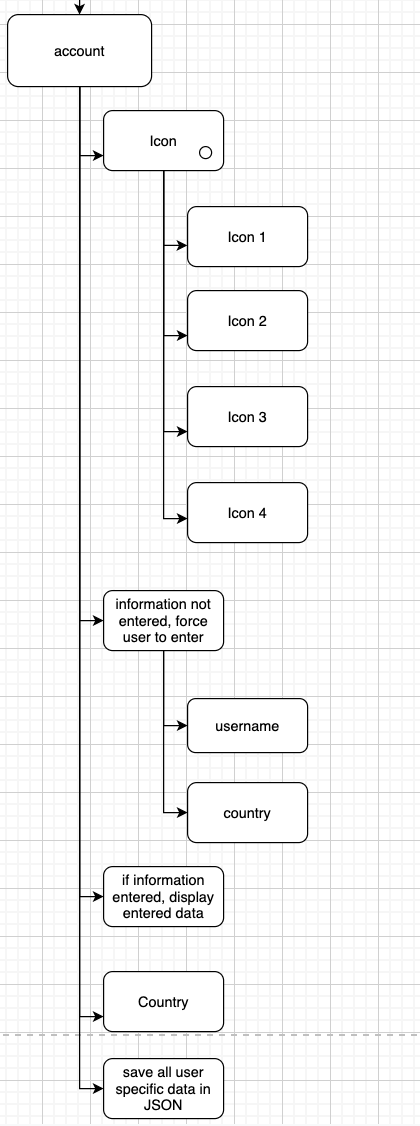 account
Icon
Icon 1
Icon 2
Icon 3
Icon 4
information not
entered, force
user to enter
username
country
if information
entered, display
entered data
Country
save all user
specific data in
JSON